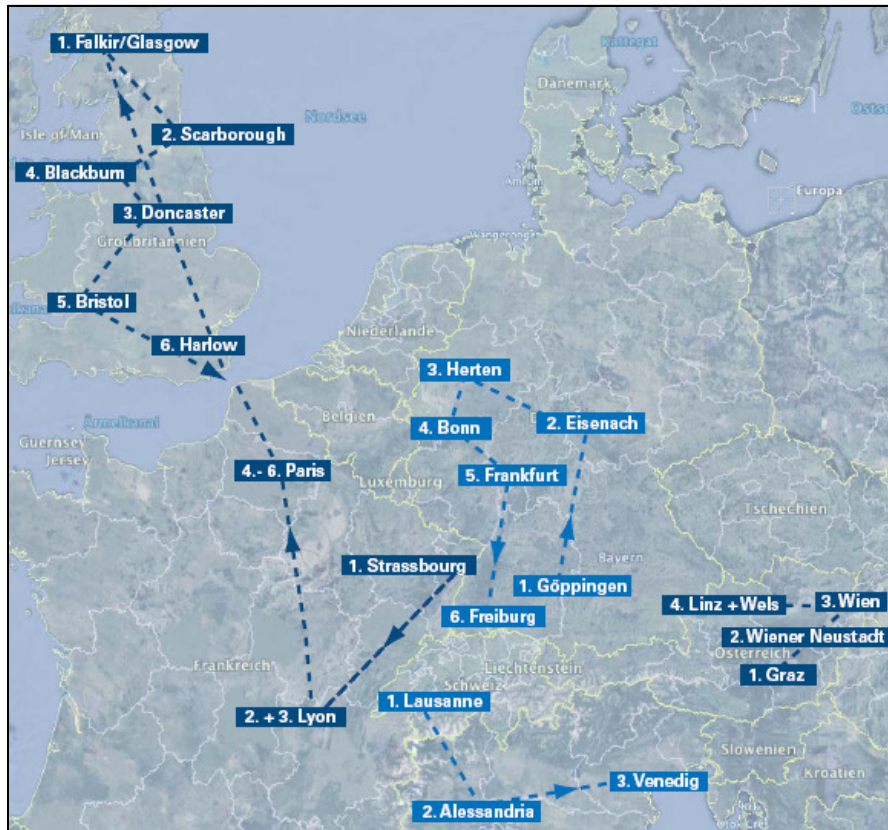 1. Falkir/Glasgow
Kattegat
Dänemark
Nordsee
Ostse
Isle of Man
2. Scarborough
4. Blackburn
Europa
3. Doncaster
Großbritannien
Wangerooge
5. Bristol
Niederlande
6. Harlow
3. Herten
Ärmelkanal
Belgien
4. Bonn
2. Eisenach
Guernsey
Jersey
4.- 6. Paris
5. Frankfurt
Luxemburg
Tschechien
1. Strassbourg
Bayern
1. Göppingen
4. Linz + Wels
3. Wien
6. Freiburg
2. Wiener Neustadt
Österreich
Frankreich
Liechtenstein
Schweiz
1. Graz
1. Lausanne
2. + 3. Lyon
Slowenien
3. Venedig
Kroatien
2. Alessandria